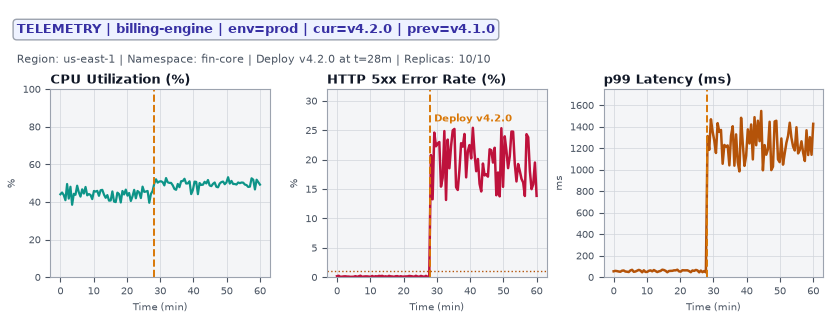 TELEMETRY | billing-engine | env=prod | cur=v4.2.0 | prev=v4.1.0
Region: us-east-1 | Namespace: fin-core | Deploy v4.2.0 at t=28m | Replicas: 10/10
CPU Utilization (%)
100
80
60
40
20
0
%
0 10 20 30 40 50 60
Time (min)
HTTP 5xx Error Rate (%)
Deploy v4.2.0
30
25
20
15
10
5
0
%
0 10 20 30 40 50 60
Time (min)
p99 Latency (ms)
1600
1400
1200
1000
800
600
400
200
0
ms
0 10 20 30 40 50 60
Time (min)